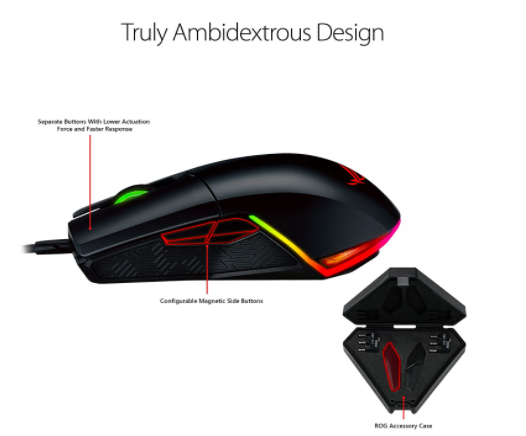 Truly Ambidextrous Design
Separate Buttons With Lower Actuation
Force and Faster Response
Configurable Magnetic Side Buttons
ROG Accessory Case